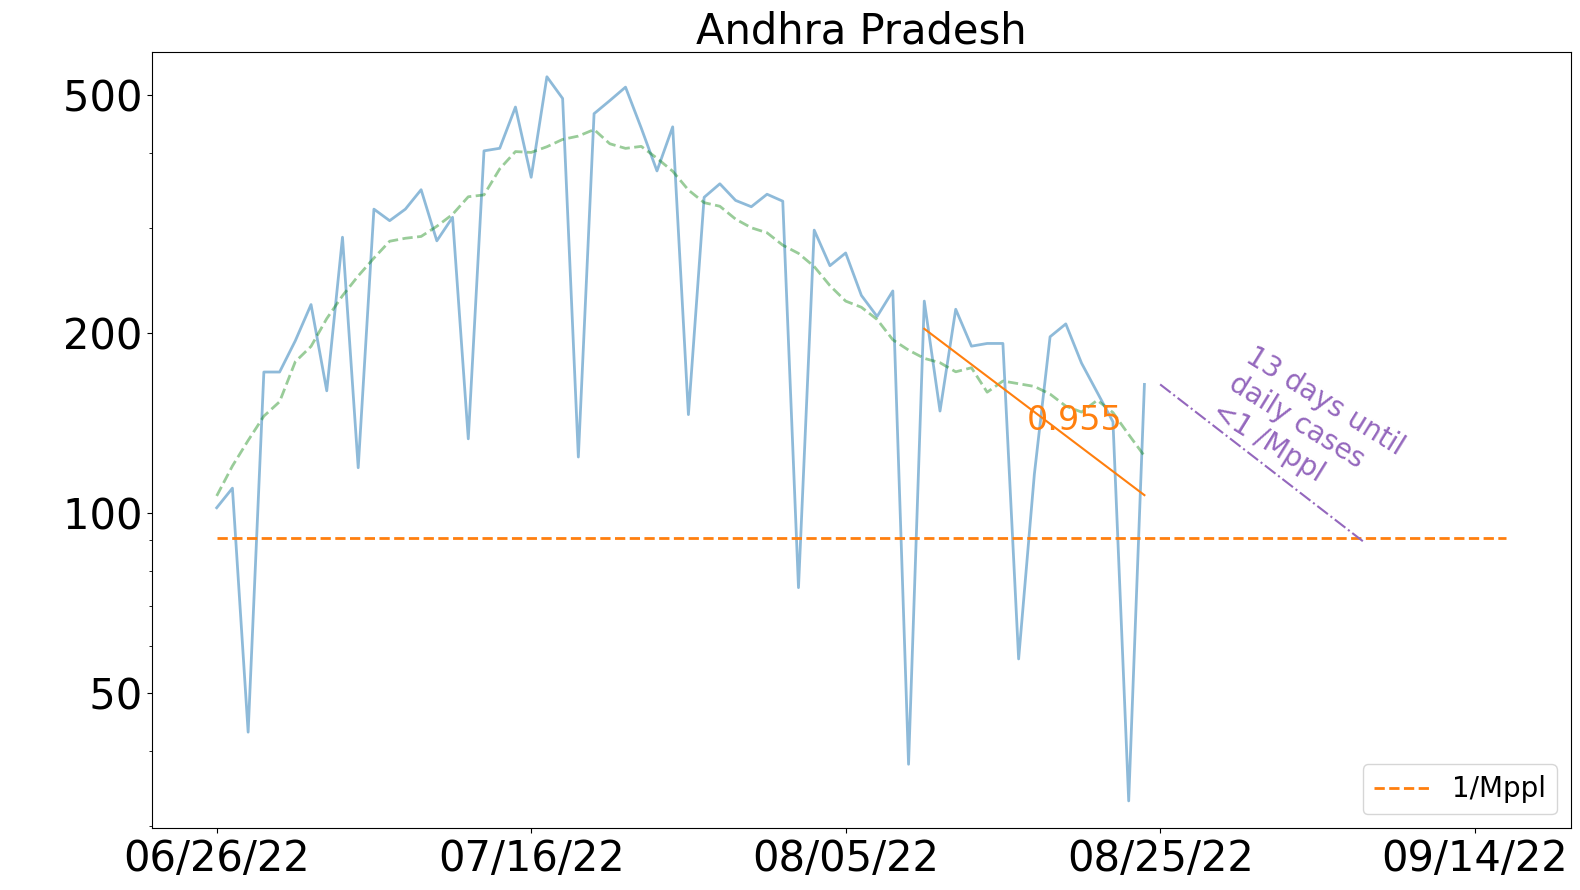 Andhra Pradesh
500
200
100
50
0.955
13 days until
daily cases
<1 /Mppl
1/Mppl
06/26/22
07/16/22
08/05/22
08/25/22
09/14/22